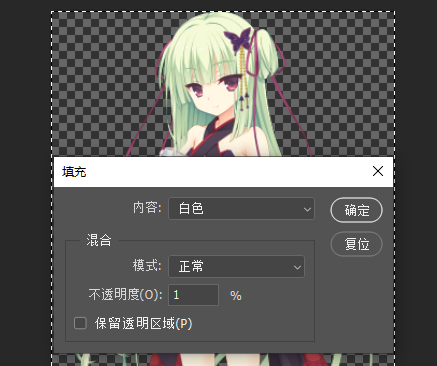 填充
内容: 白色
确定
混合
复位
模式: 正常
不透明度(O): 1 %
保留透明区域(P)